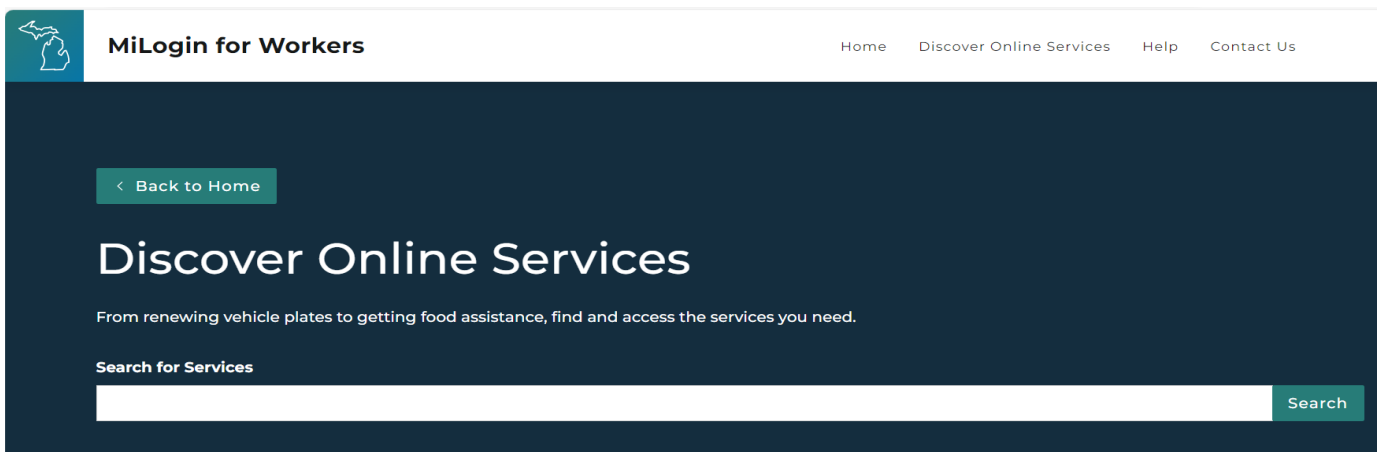 MiLogin for Workers
Home Discover Online Services Help Contact Us
Back to Home
Discover Online Services
From renewing vehicle plates to getting food assistance, find and access the services you need.
Search for Services
Search